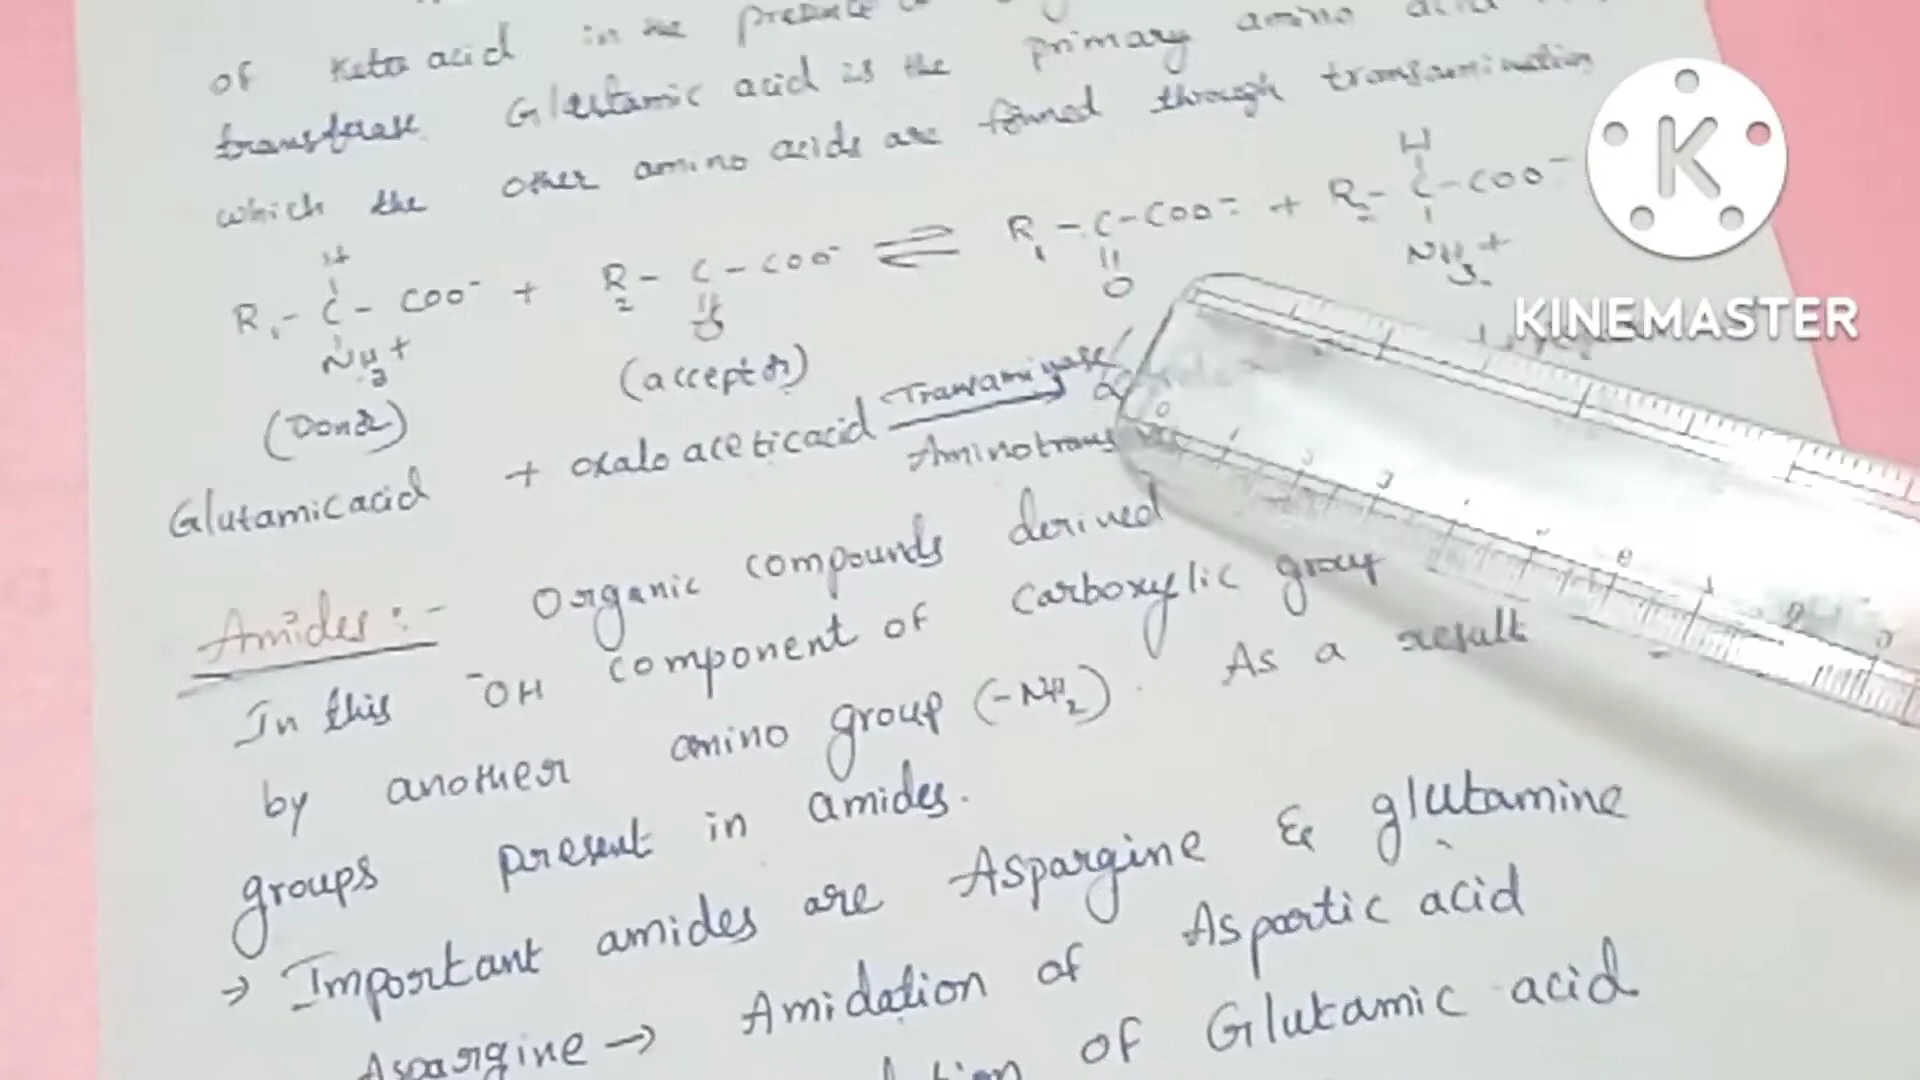 of Keto acid in the
transferase Glutamic acid is the primary amino acid
which the other amino acids are formed through transamination
H H
R1 - C - COO- + R2 - C - COO- ⇌ R1 - C - COO- + R2 - C - COO-
NH3+ O O NH3+
(Donor) (acceptor)
Glutamic acid + oxalo acetic acid Transaminase/
Aminotrans
Amides:- Organic compounds derived
In this -OH component of carboxylic group
by another amino group (-NH2). As a result
groups present in amides.
→ Important amides are Aspargine & glutamine
Aspargine → Amidation of Aspartic acid
of Glutamic acid
K
KINEMASTER